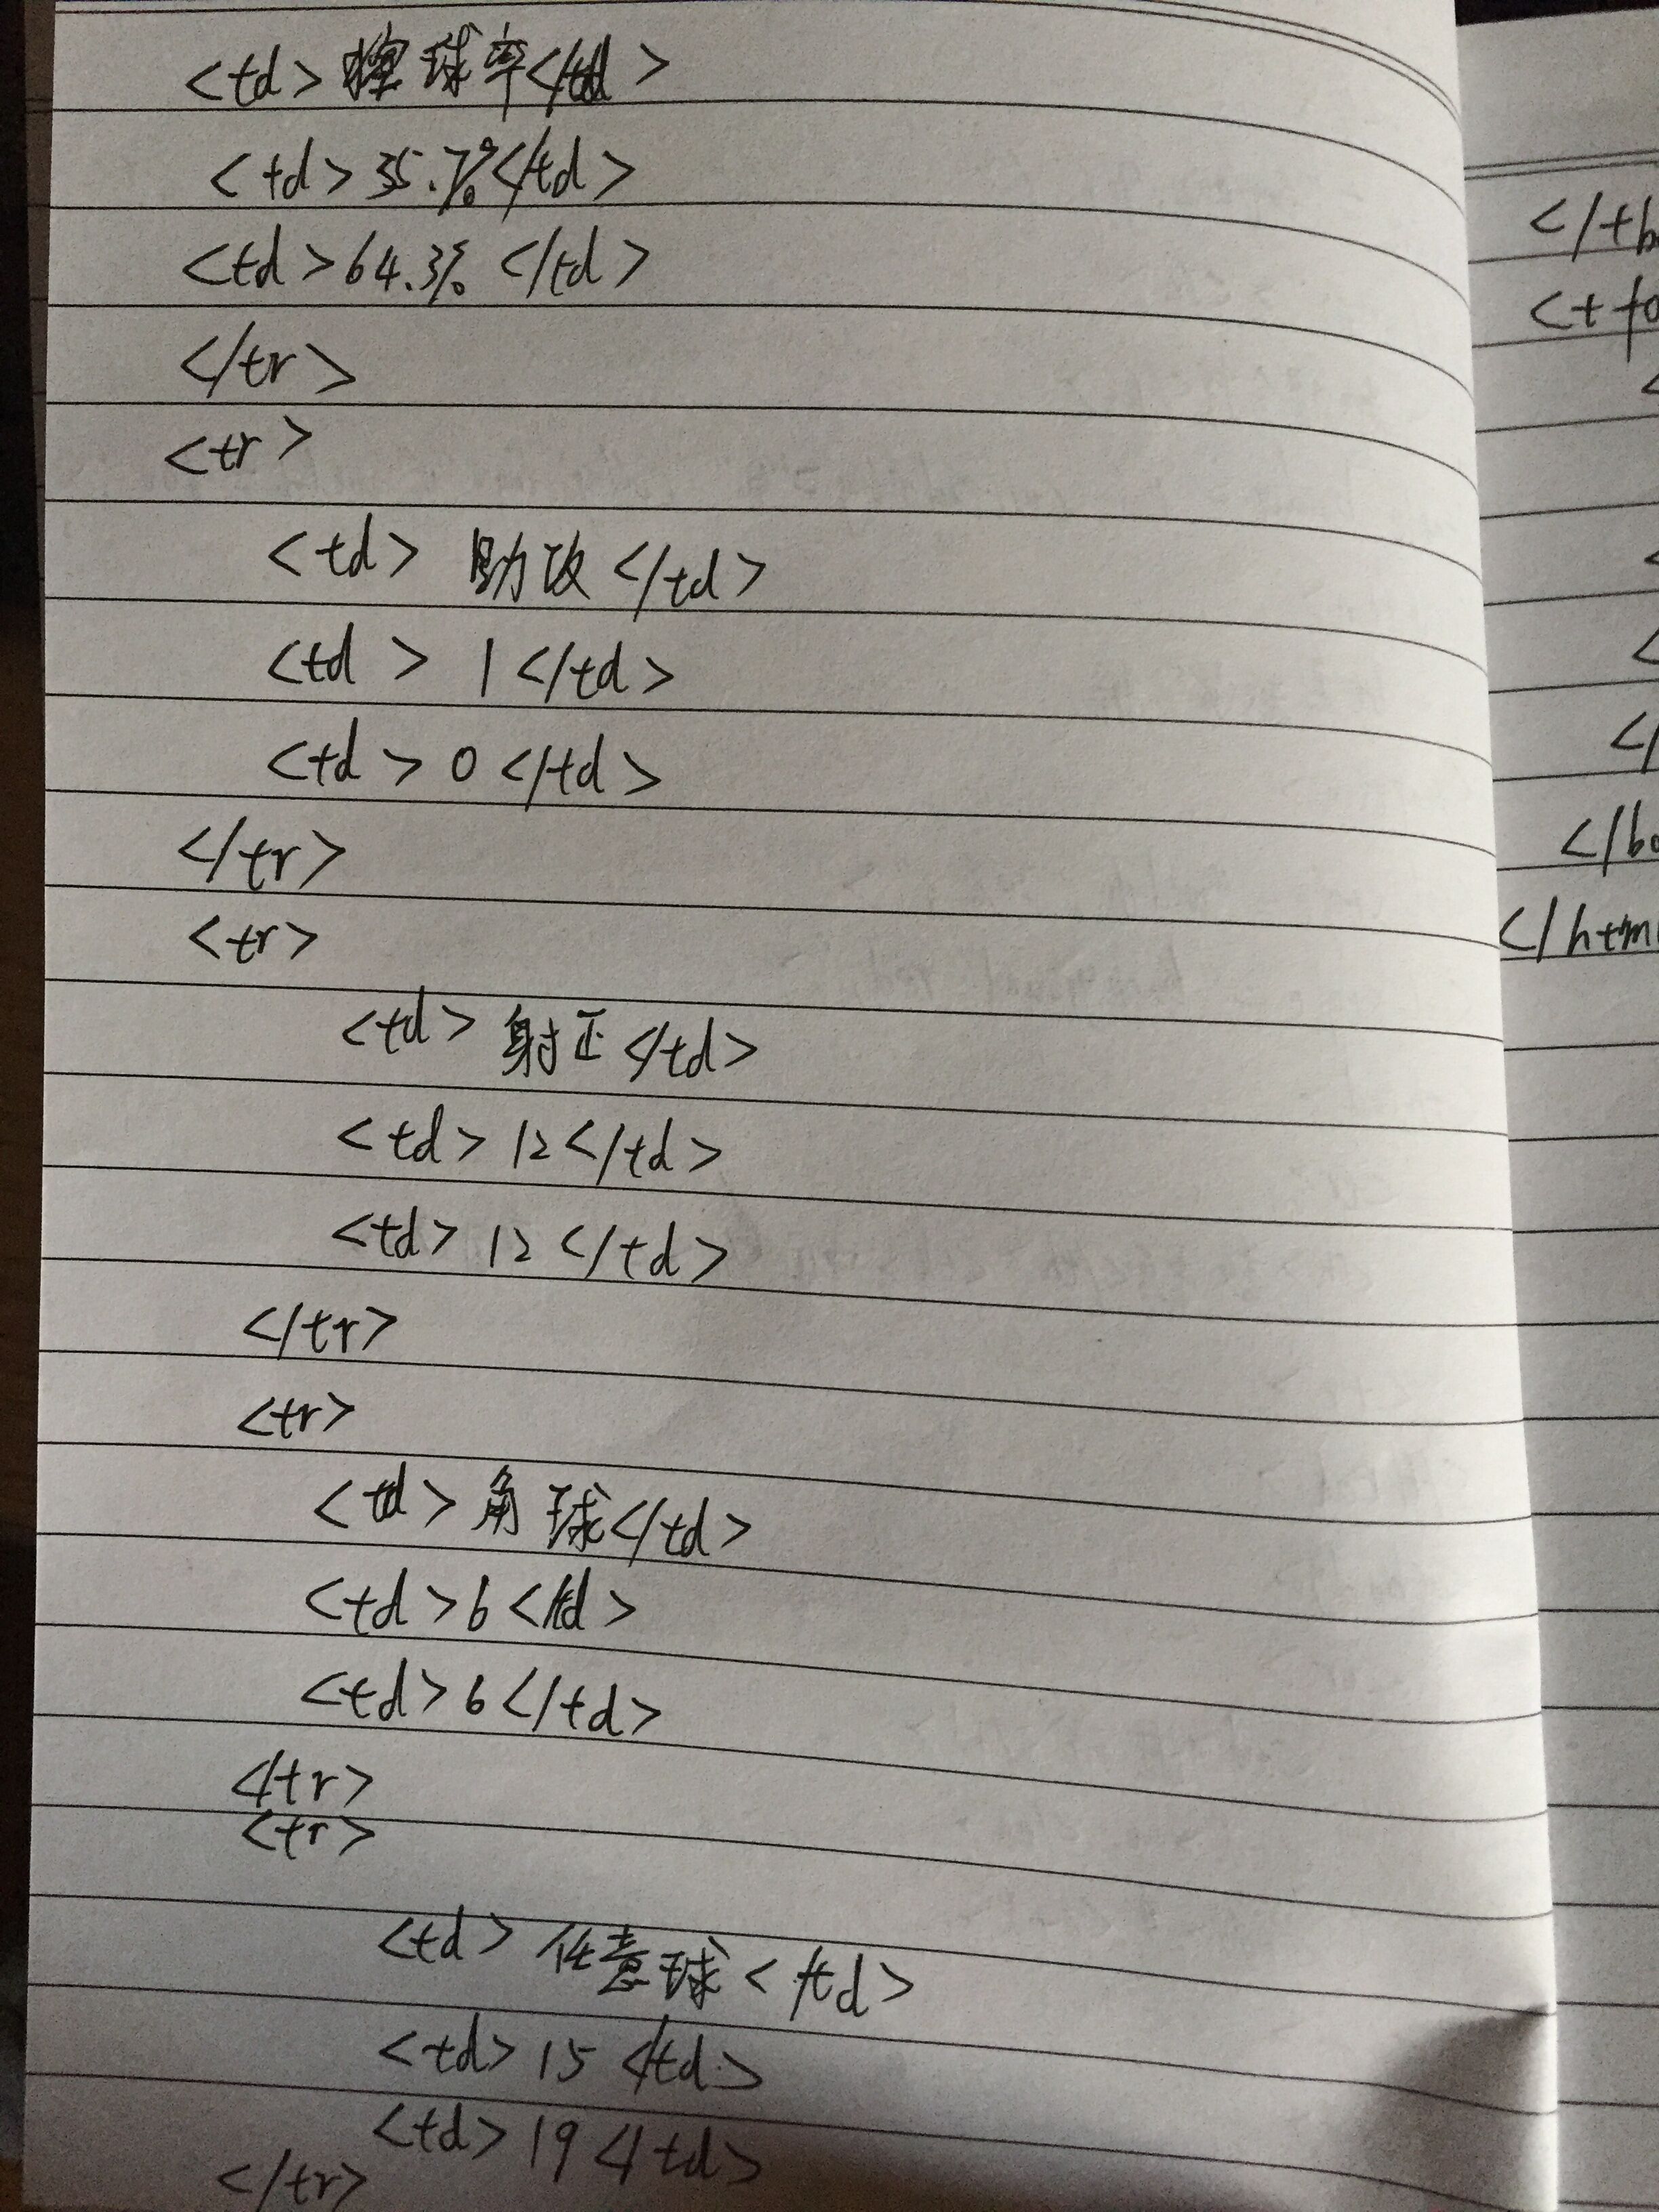 <td>控球率</td>
<td>35.7%</td>
<td>64.3%</td>
</tr>
<tr>
<td>助攻</td>
<td>1</td>
<td>0</td>
</tr>
<tr>
<td>射正</td>
<td>12</td>
<td>12</td>
</tr>
<tr>
<td>角球</td>
<td>6</td>
<td>6</td>
</tr>
<tr>
<td>任意球</td>
<td>15</td>
<td>19</td>
</tr>
</tb
<tfo
<
<
<
</
</bo
</html